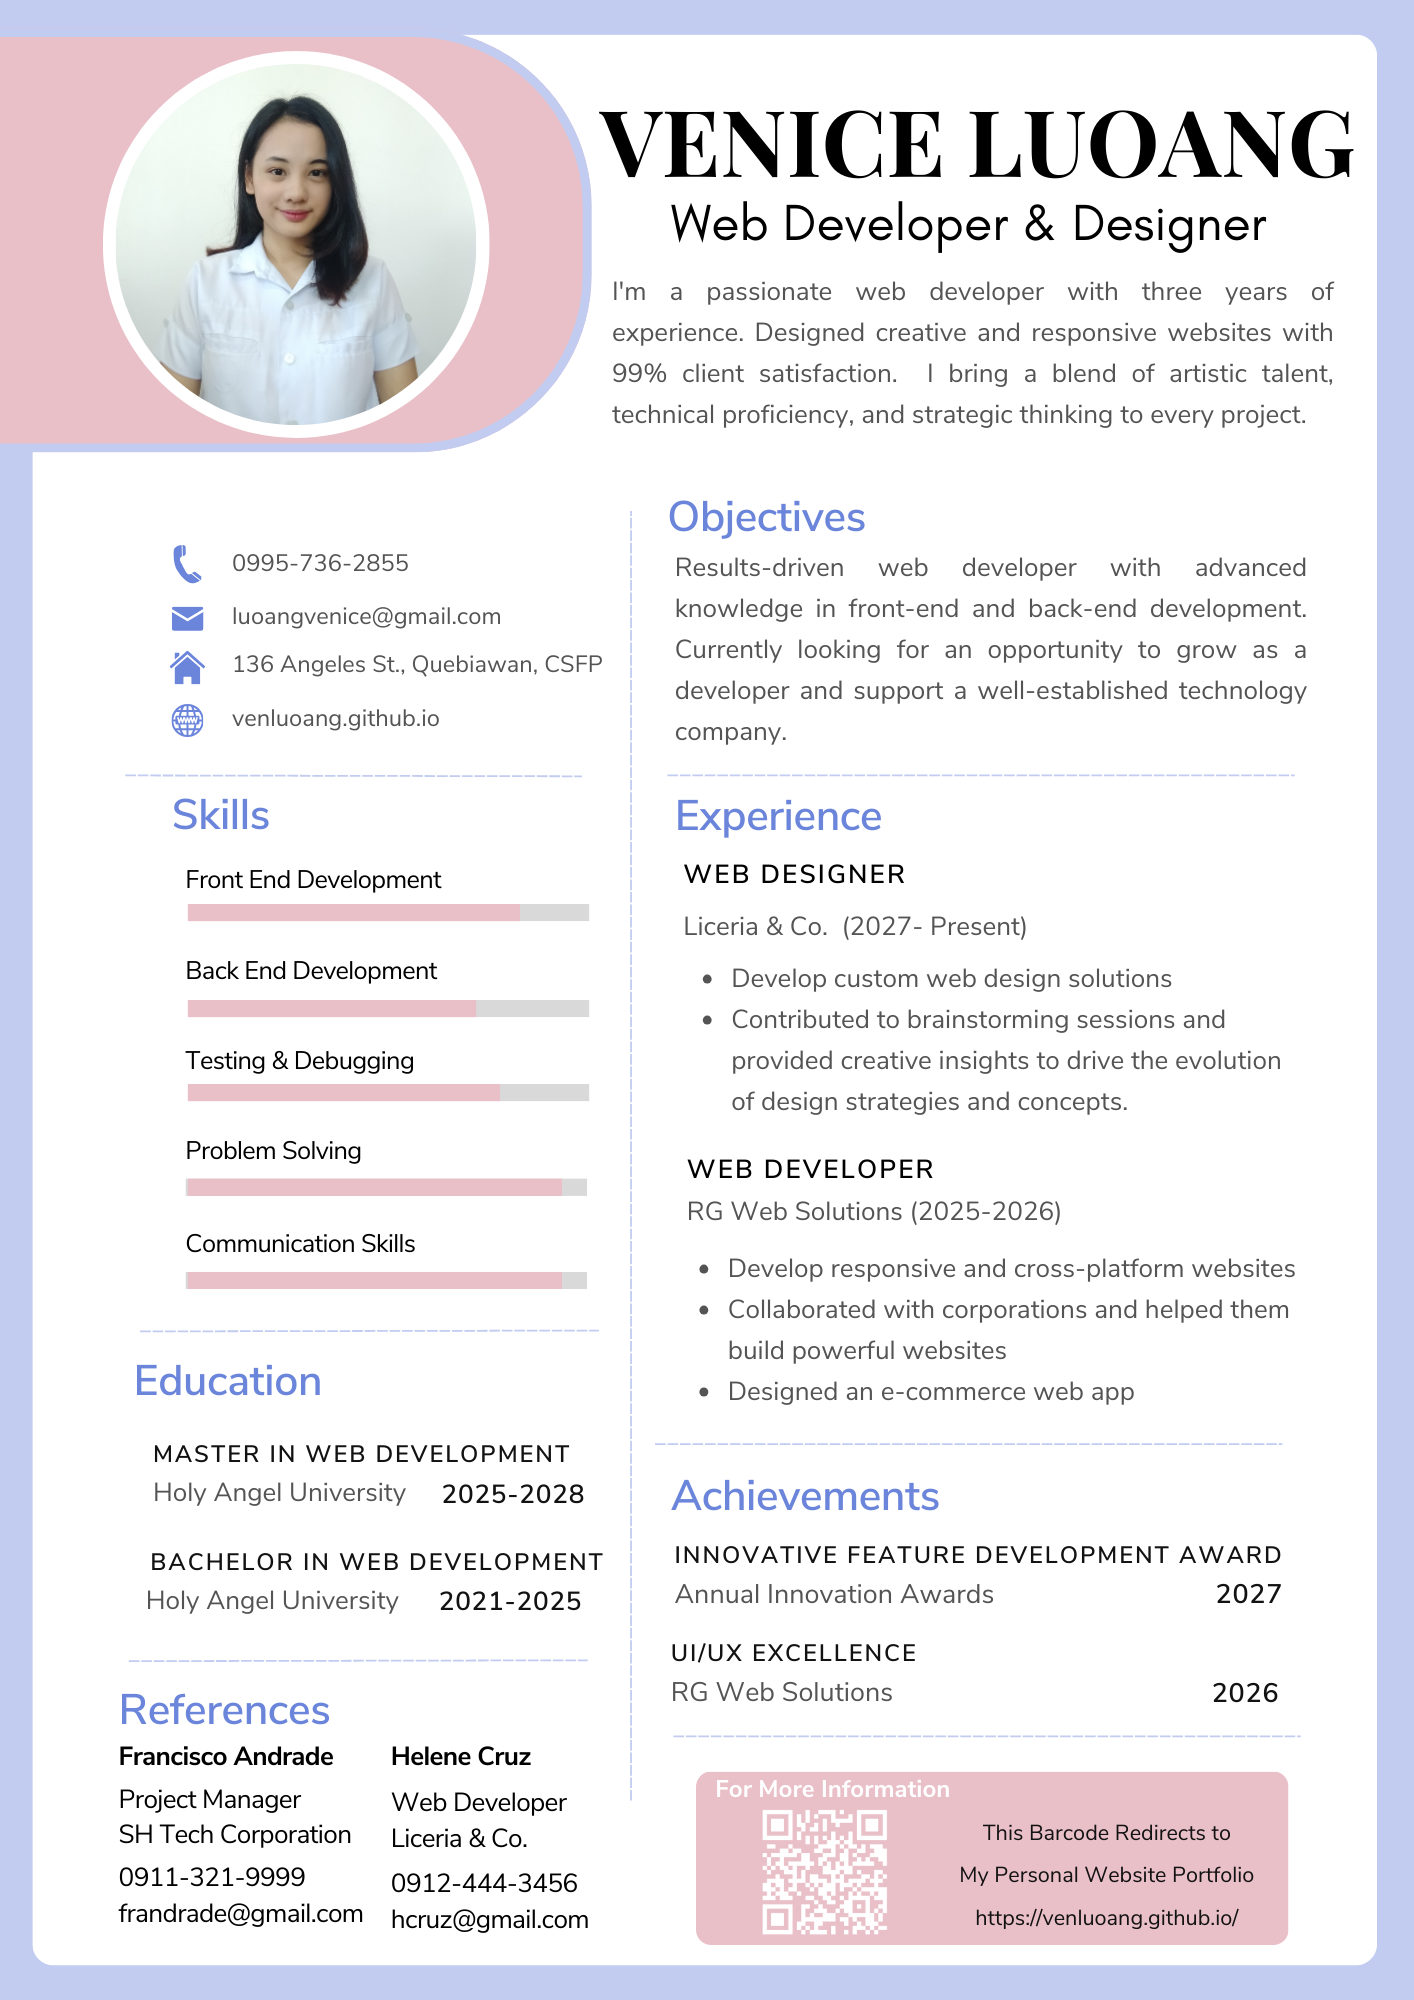 VENICE LUOANG
Web Developer & Designer
I'm a passionate web developer with three years of
experience. Designed creative and responsive websites with
99% client satisfaction. I bring a blend of artistic talent,
technical proficiency, and strategic thinking to every project.
0995-736-2855
luoangvenice@gmail.com
136 Angeles St., Quebiawan, CSFP
venluoang.github.io
Skills
Front End Development
Back End Development
Testing & Debugging
Problem Solving
Communication Skills
Education
MASTER IN WEB DEVELOPMENT
Holy Angel University 2025-2028
BACHELOR IN WEB DEVELOPMENT
Holy Angel University 2021-2025
References
Francisco Andrade
Project Manager
SH Tech Corporation
0911-321-9999
frandrade@gmail.com
Helene Cruz
Web Developer
Liceria & Co.
0912-444-3456
hcruz@gmail.com
Objectives
Results-driven web developer with advanced
knowledge in front-end and back-end development.
Currently looking for an opportunity to grow as a
developer and support a well-established technology
company.
Experience
WEB DESIGNER
Liceria & Co. (2027- Present)
• Develop custom web design solutions
• Contributed to brainstorming sessions and
provided creative insights to drive the evolution
of design strategies and concepts.
WEB DEVELOPER
RG Web Solutions (2025-2026)
• Develop responsive and cross-platform websites
• Collaborated with corporations and helped them
build powerful websites
• Designed an e-commerce web app
Achievements
INNOVATIVE FEATURE DEVELOPMENT AWARD
Annual Innovation Awards 2027
UI/UX EXCELLENCE
RG Web Solutions 2026
For More Information
This Barcode Redirects to
My Personal Website Portfolio
https://venluoang.github.io/